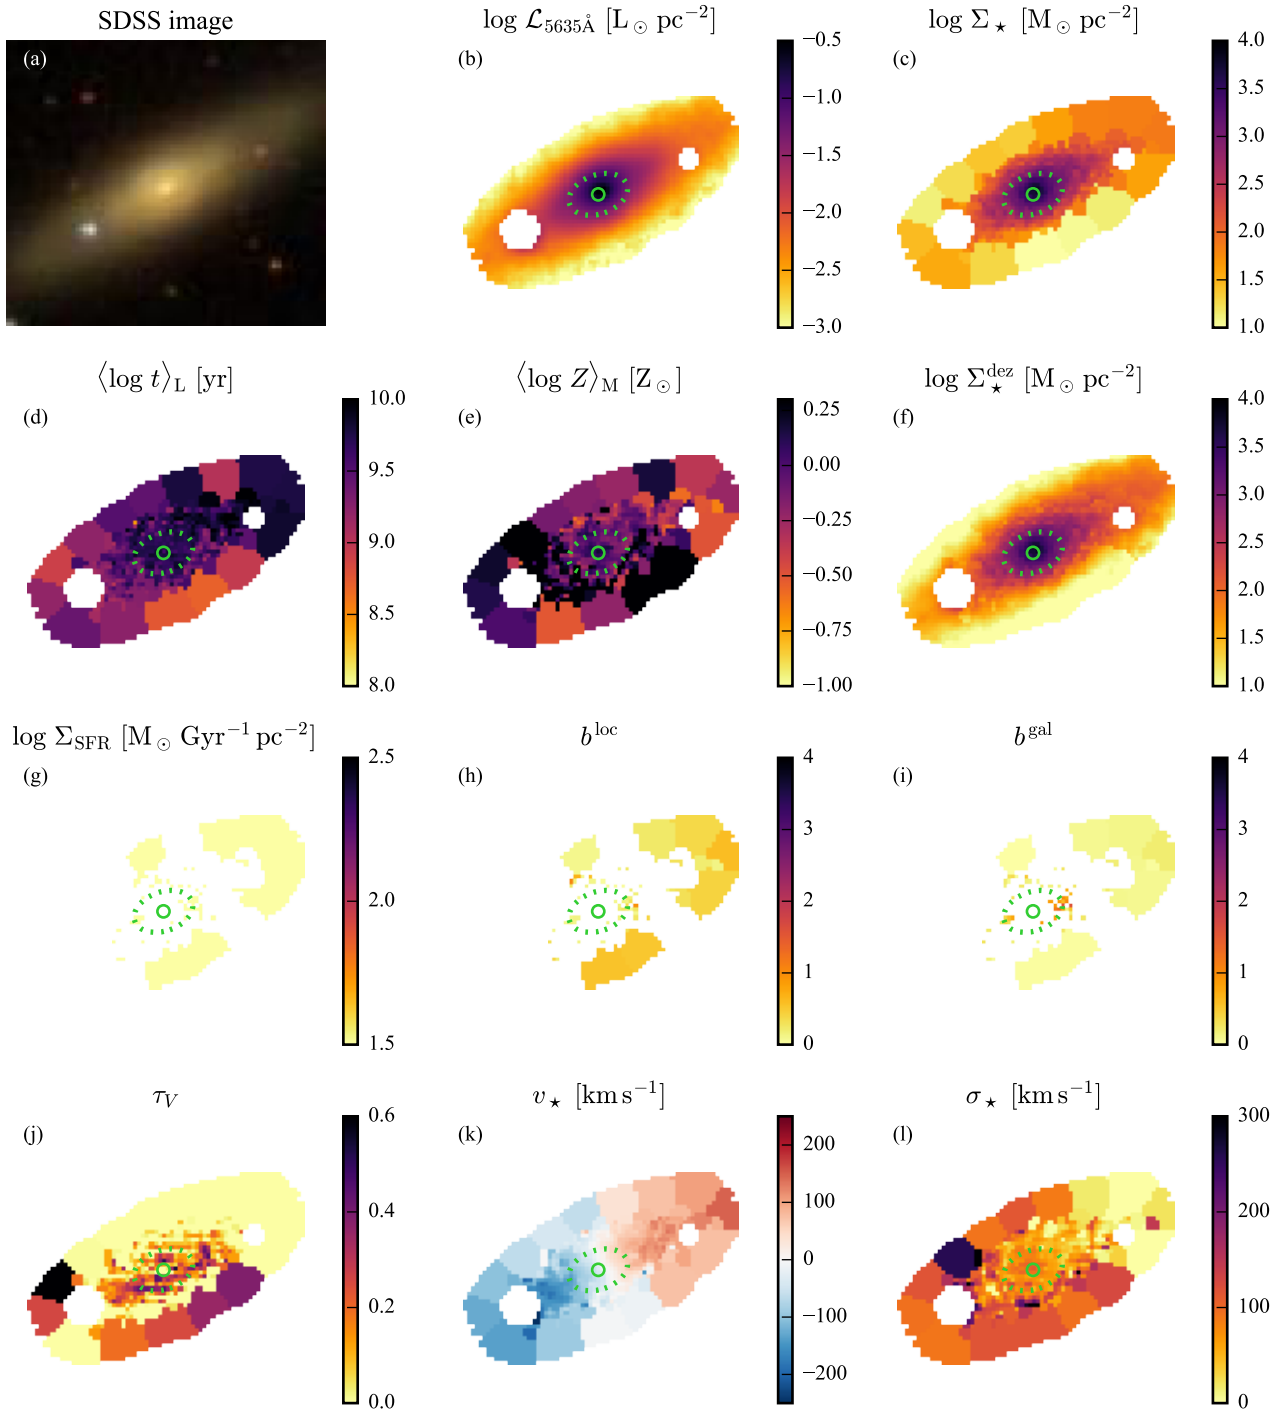 SDSS image
log ℒ₅₆₃₅Å [L⊙ pc⁻²]
log Σ⋆ [M⊙ pc⁻²]
(a)
(b)
−0.5
−1.0
−1.5
−2.0
−2.5
−3.0
(c)
4.0
3.5
3.0
2.5
2.0
1.5
1.0
⟨log t⟩L [yr]
⟨log Z⟩M [Z⊙]
log Σ⋆ᵈᵉᶻ [M⊙ pc⁻²]
(d)
10.0
9.5
9.0
8.5
8.0
(e)
0.25
0.00
−0.25
−0.50
−0.75
−1.00
(f)
4.0
3.5
3.0
2.5
2.0
1.5
1.0
log ΣSFR [M⊙ Gyr⁻¹ pc⁻²]
bˡᵒᶜ
bᵍᵃˡ
(g)
2.5
2.0
1.5
(h)
4
3
2
1
0
(i)
4
3
2
1
0
τV
v⋆ [km s⁻¹]
σ⋆ [km s⁻¹]
(j)
0.6
0.4
0.2
0.0
(k)
200
100
0
−100
−200
(l)
300
200
100
0